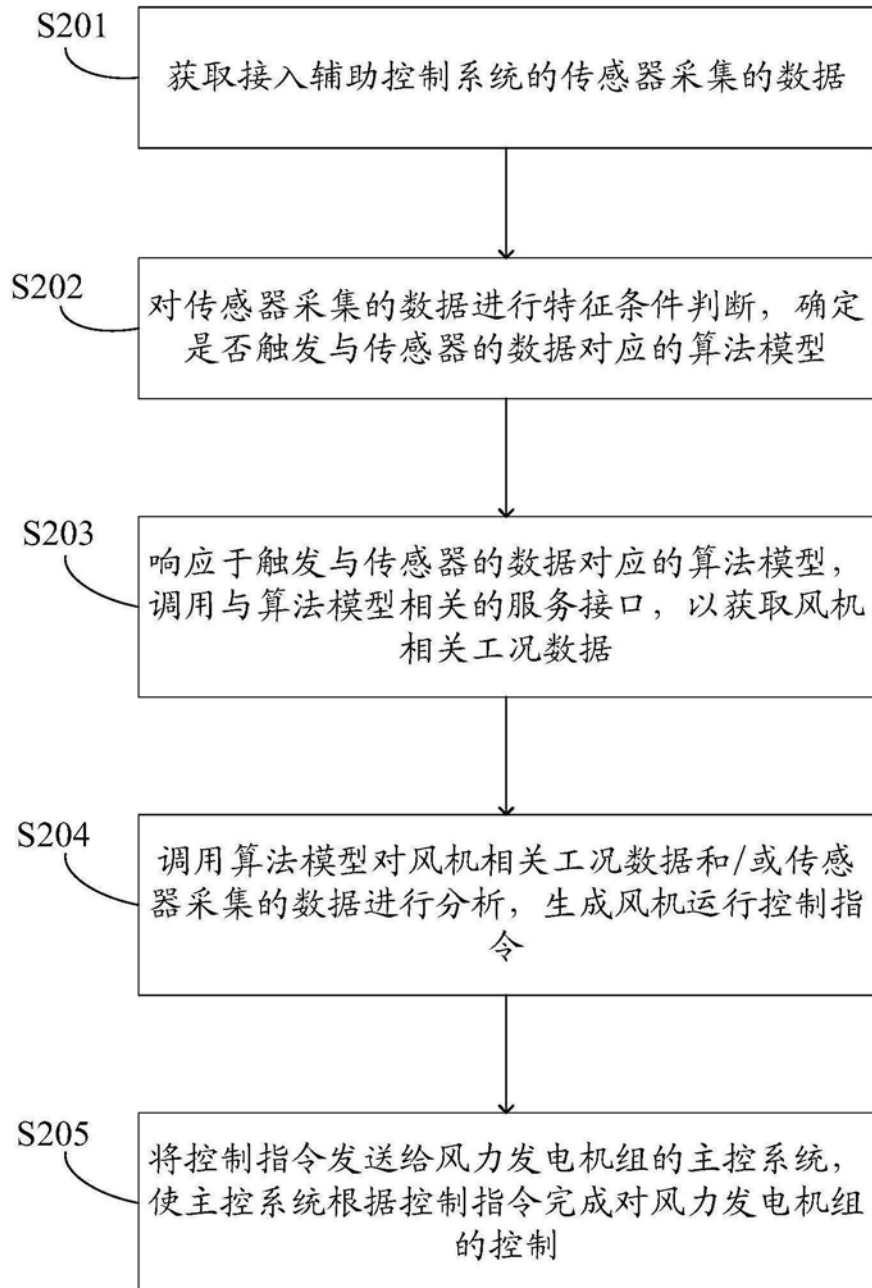 S201
获取接入辅助控制系统的传感器采集的数据
S202
对传感器采集的数据进行特征条件判断，确定
是否触发与传感器的数据对应的算法模型
S203
响应于触发与传感器的数据对应的算法模型，
调用与算法模型相关的服务接口，以获取风机
相关工况数据
S204
调用算法模型对风机相关工况数据和/或传感
器采集的数据进行分析，生成风机运行控制指
令
S205
将控制指令发送给风力发电机组的主控系统，
使主控系统根据控制指令完成对风力发电机组
的控制